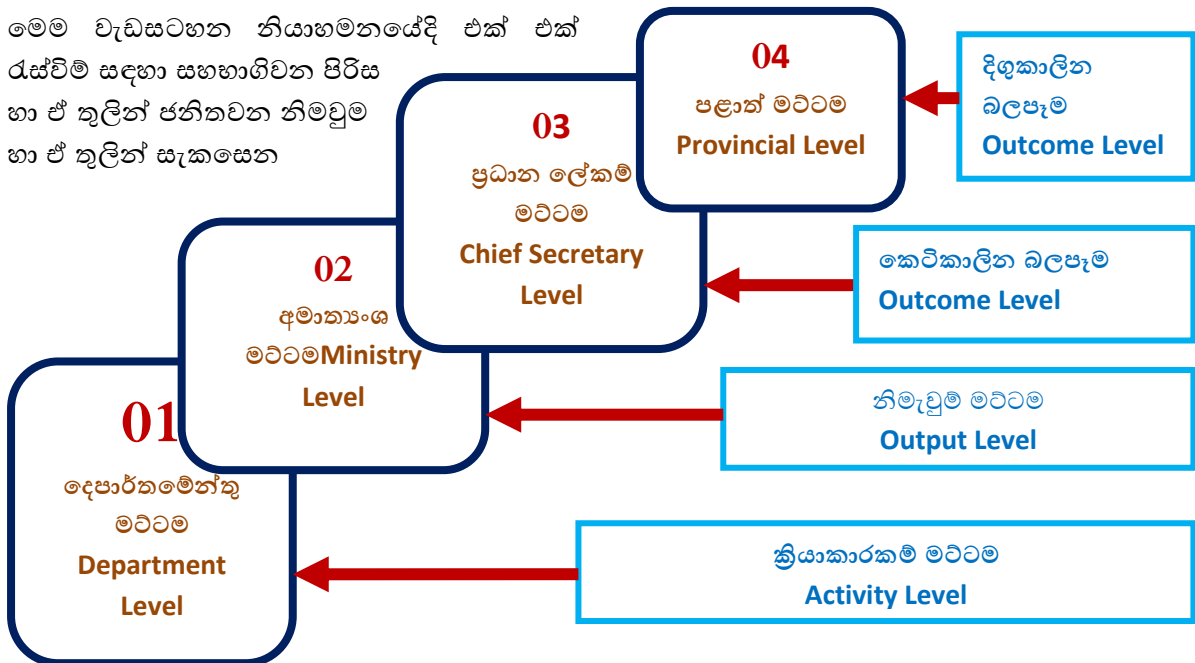 මෙම වැඩසටහන නියාහමනයේදි එක් එක්
රැස්විම් සඳහා සහභාගිවන පිරිස
හා ඒ තුලින් ජනිතවන නිමවුම
හා ඒ තුලින් සැකසෙන
04
පළාත් මට්ටම
Provincial Level
දිගුකාලින
බලපෑම
Outcome Level
03
ප්‍රධාන ලේකම්
මට්ටම
Chief Secretary
Level
කෙටිකාලින බලපෑම
Outcome Level
02
අමාත්‍යංශ
මට්ටමMinistry
Level
නිමැවුම් මට්ටම
Output Level
01
දෙපාර්තමේන්තු
මට්ටම
Department
Level
ක්‍රියාකාරකම් මට්ටම
Activity Level